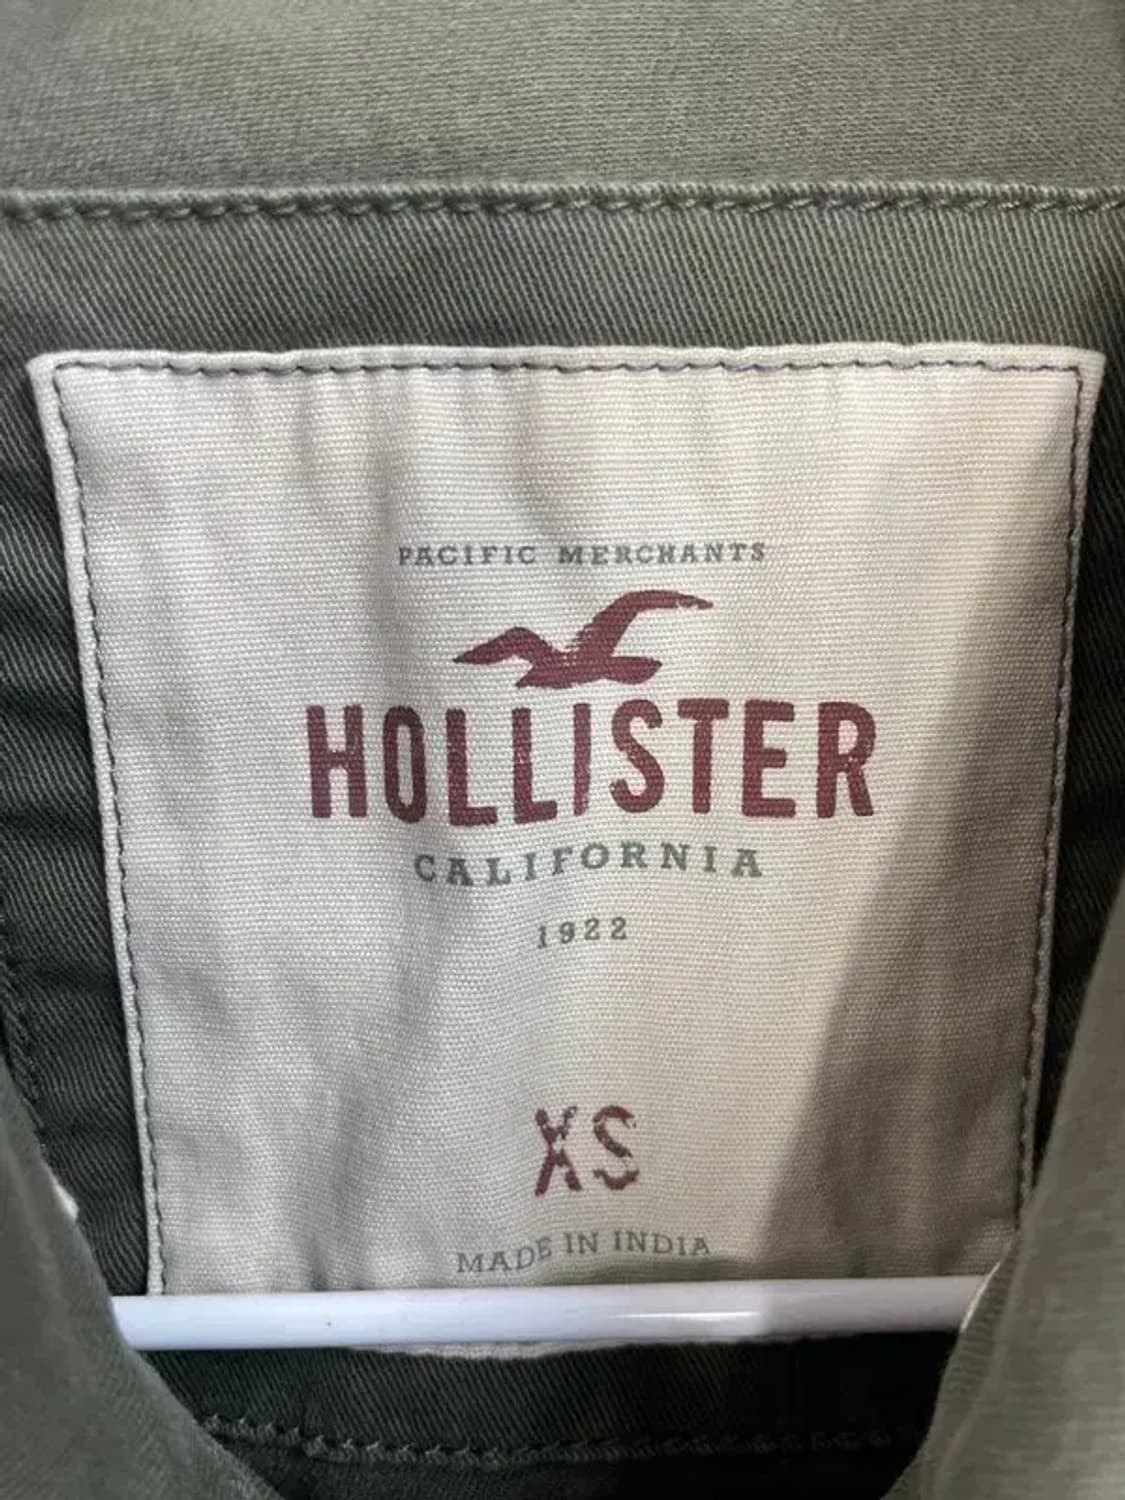 PACIFIC MERCHANTS
HOLLISTER
CALIFORNIA
1922
XS
MADE IN INDIA